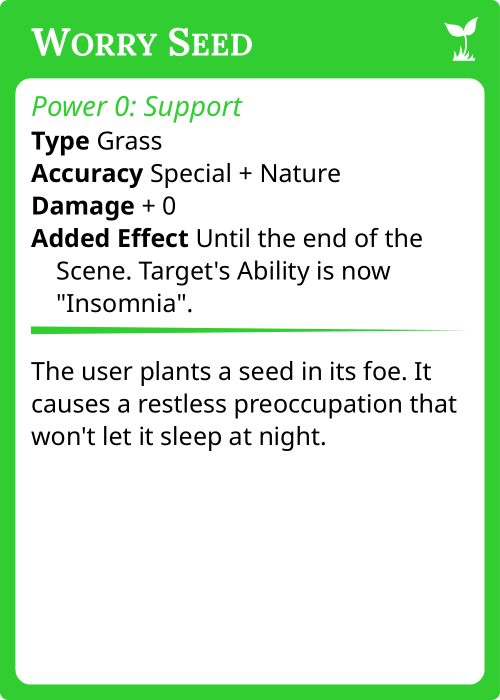 Worry Seed
Power 0: Support
Type Grass
Accuracy Special + Nature
Damage + 0
Added Effect Until the end of the
Scene. Target's Ability is now
"Insomnia".
The user plants a seed in its foe. It
causes a restless preoccupation that
won't let it sleep at night.